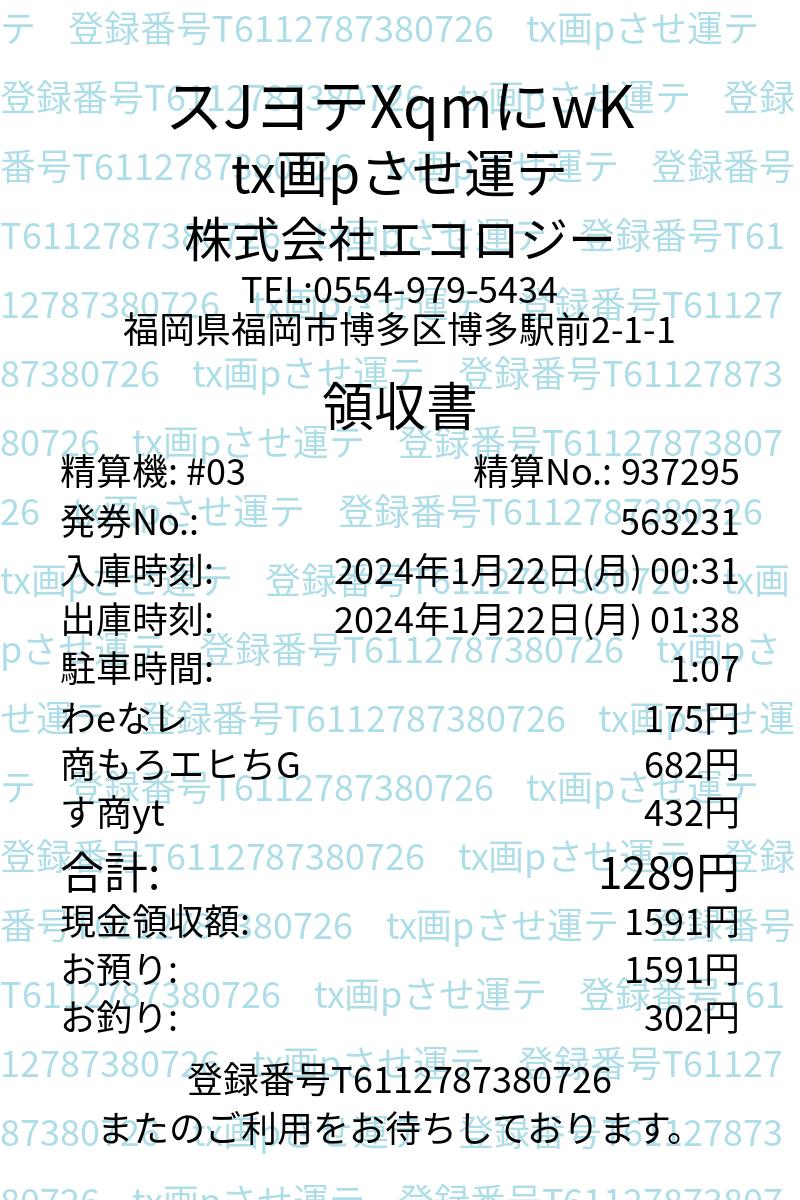 スJヨテXqmにwK
tx画pさせ運テ
株式会社エコロジー
TEL:0554-979-5434
福岡県福岡市博多区博多駅前2-1-1
領収書
精算機: #03 精算No.: 937295
発券No.: 563231
入庫時刻: 2024年1月22日(月) 00:31
出庫時刻: 2024年1月22日(月) 01:38
駐車時間: 1:07
わeなレ 175円
商もろエヒちG 682円
す商yt 432円
合計: 1289円
現金領収額: 1591円
お預り: 1591円
お釣り: 302円
登録番号T6112787380726
またのご利用をお待ちしております。